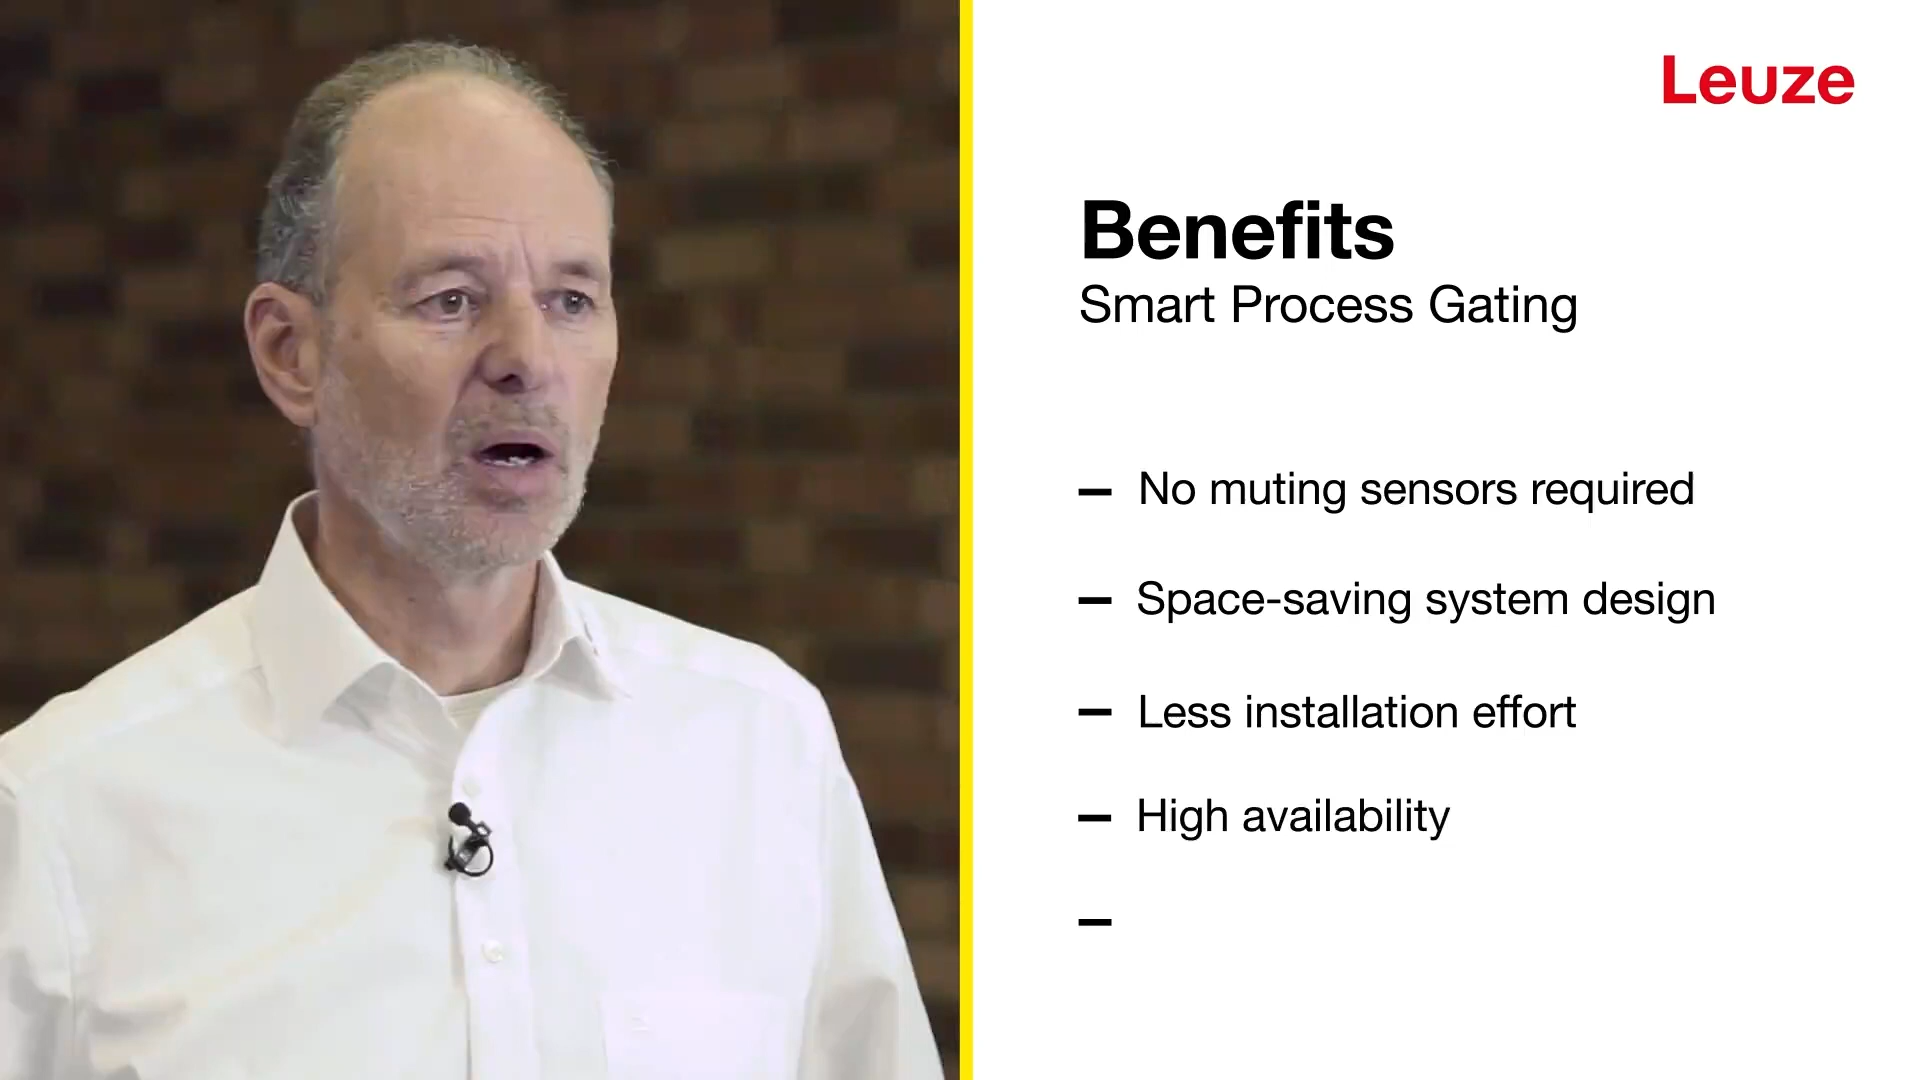 Leuze
Benefits
Smart Process Gating
– No muting sensors required
– Space-saving system design
– Less installation effort
– High availability
–